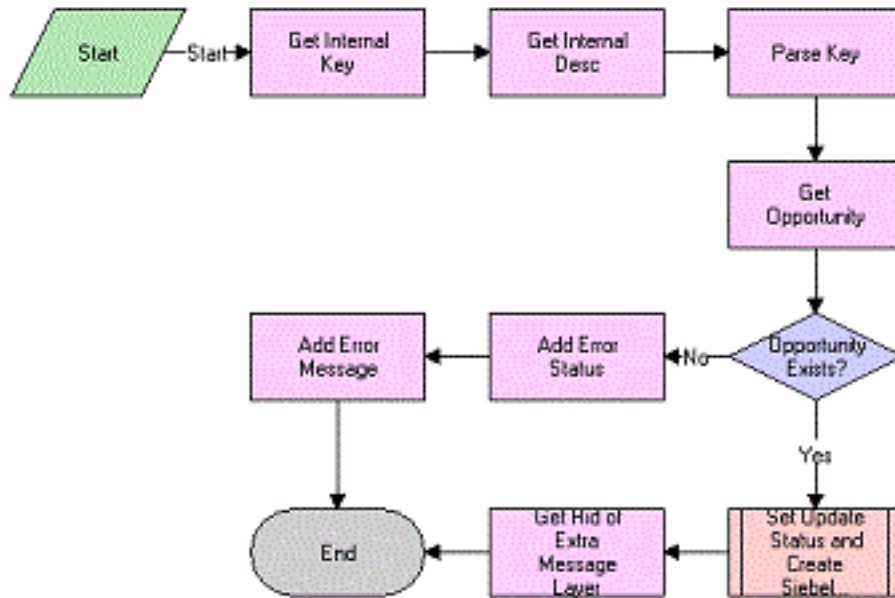 Start
Start
Get Internal
Key
Get Internal
Desc
Parse Key
Get
Opportunity
Opportunity
Exists?
No
Add Error
Status
Add Error
Message
Yes
Set Update
Status and
Create
Siebel...
Get Rid of
Extra
Message
Layer
End